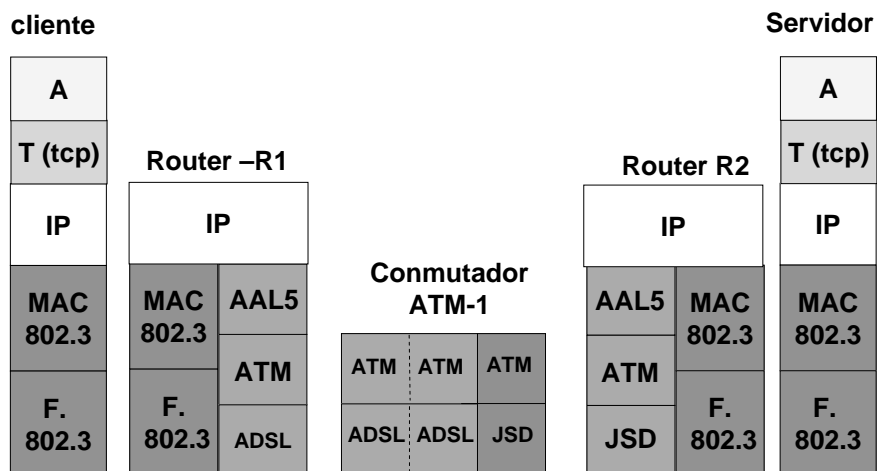 cliente
A
T (tcp)
IP
MAC
802.3
F.
802.3
Router –R1
IP
MAC
802.3
F.
802.3
AAL5
ATM
ADSL
Conmutador
ATM-1
ATM
ATM
ATM
ADSL
ADSL
JSD
Router R2
IP
AAL5
ATM
JSD
MAC
802.3
F.
802.3
Servidor
A
T (tcp)
IP
MAC
802.3
F.
802.3